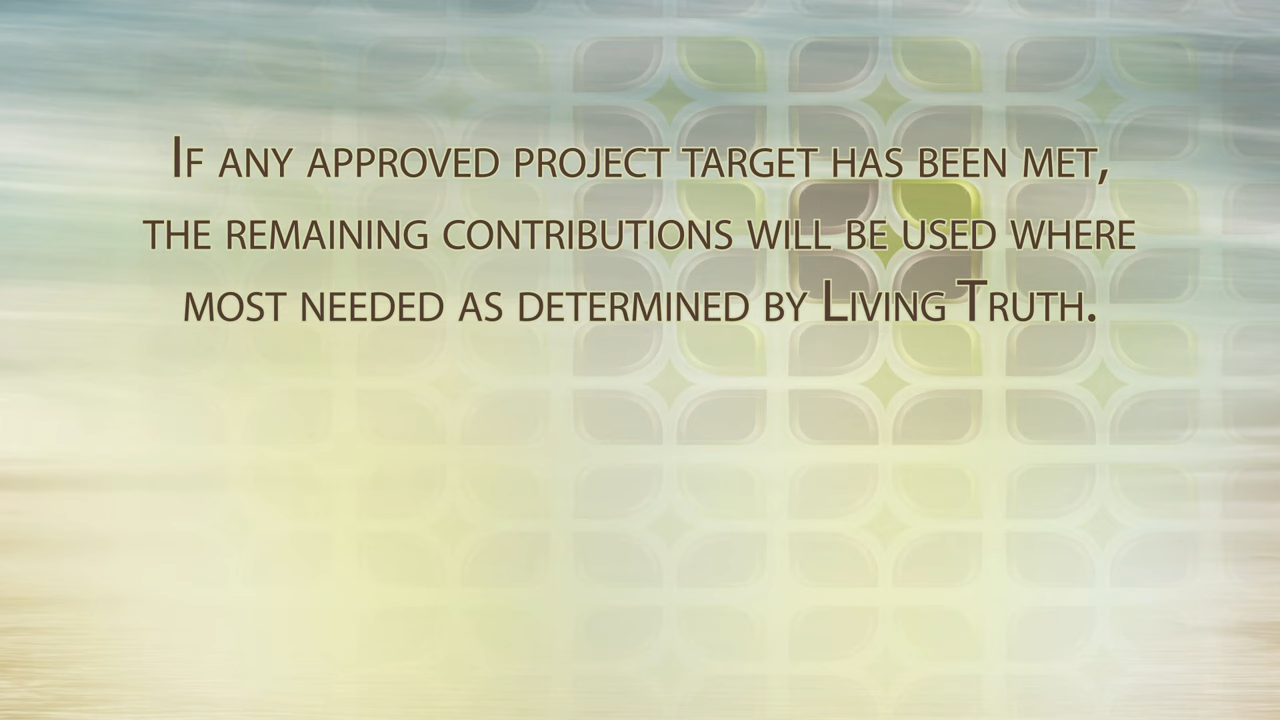 If any approved project target has been met,
the remaining contributions will be used where
most needed as determined by Living Truth.